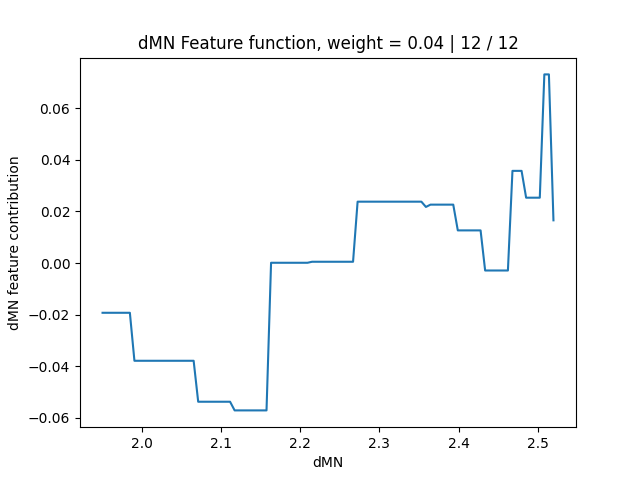 dMN Feature function, weight = 0.04 | 12 / 12
dMN feature contribution
0.06
0.04
0.02
0.00
−0.02
−0.04
−0.06
2.0 2.1 2.2 2.3 2.4 2.5
dMN